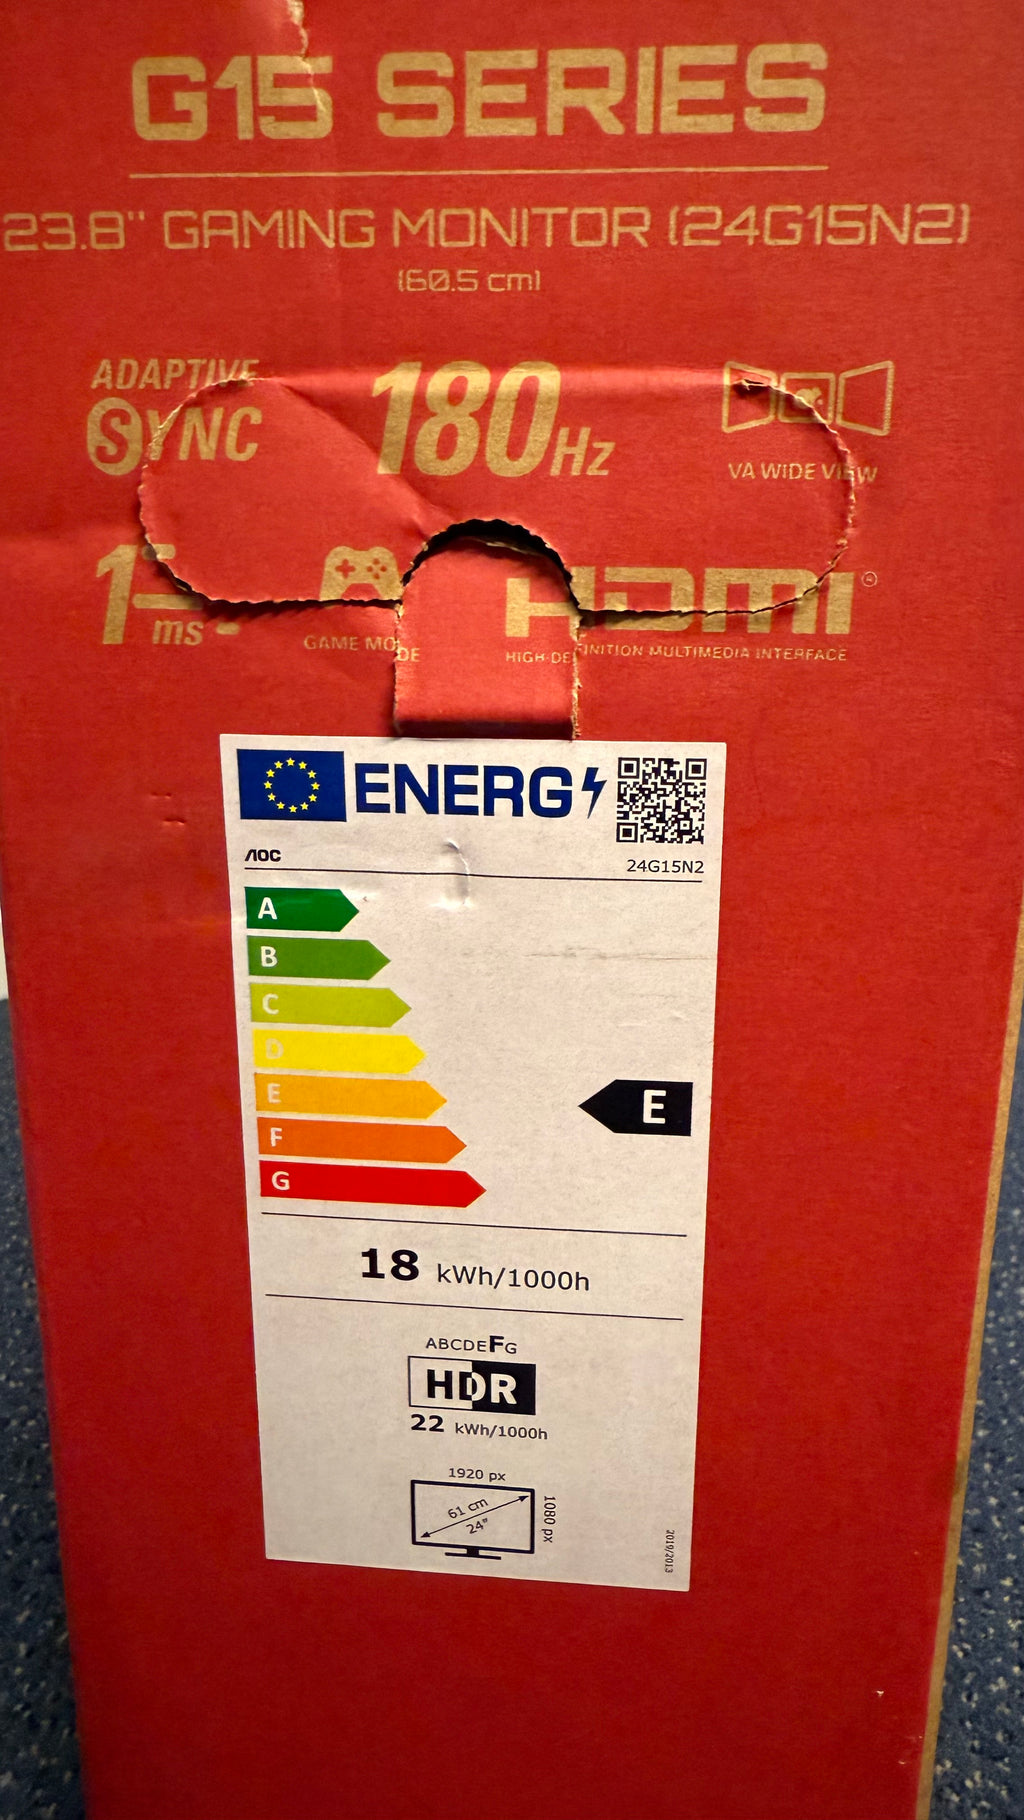 G15 SERIES
23.8" GAMING MONITOR (24G15N2)
(60.5 cm)
ADAPTIVE
SYNC
180Hz
VA WIDE VIEW
1ms
GAME MODE
HDMI®
HIGH-DEFINITION MULTIMEDIA INTERFACE
ENERG
AOC
24G15N2
A
B
C
D
E
E
F
G
18 kWh/1000h
ABCDEFG
HDR
22 kWh/1000h
1920 px
61 cm
24"
1080 px
2019/2013